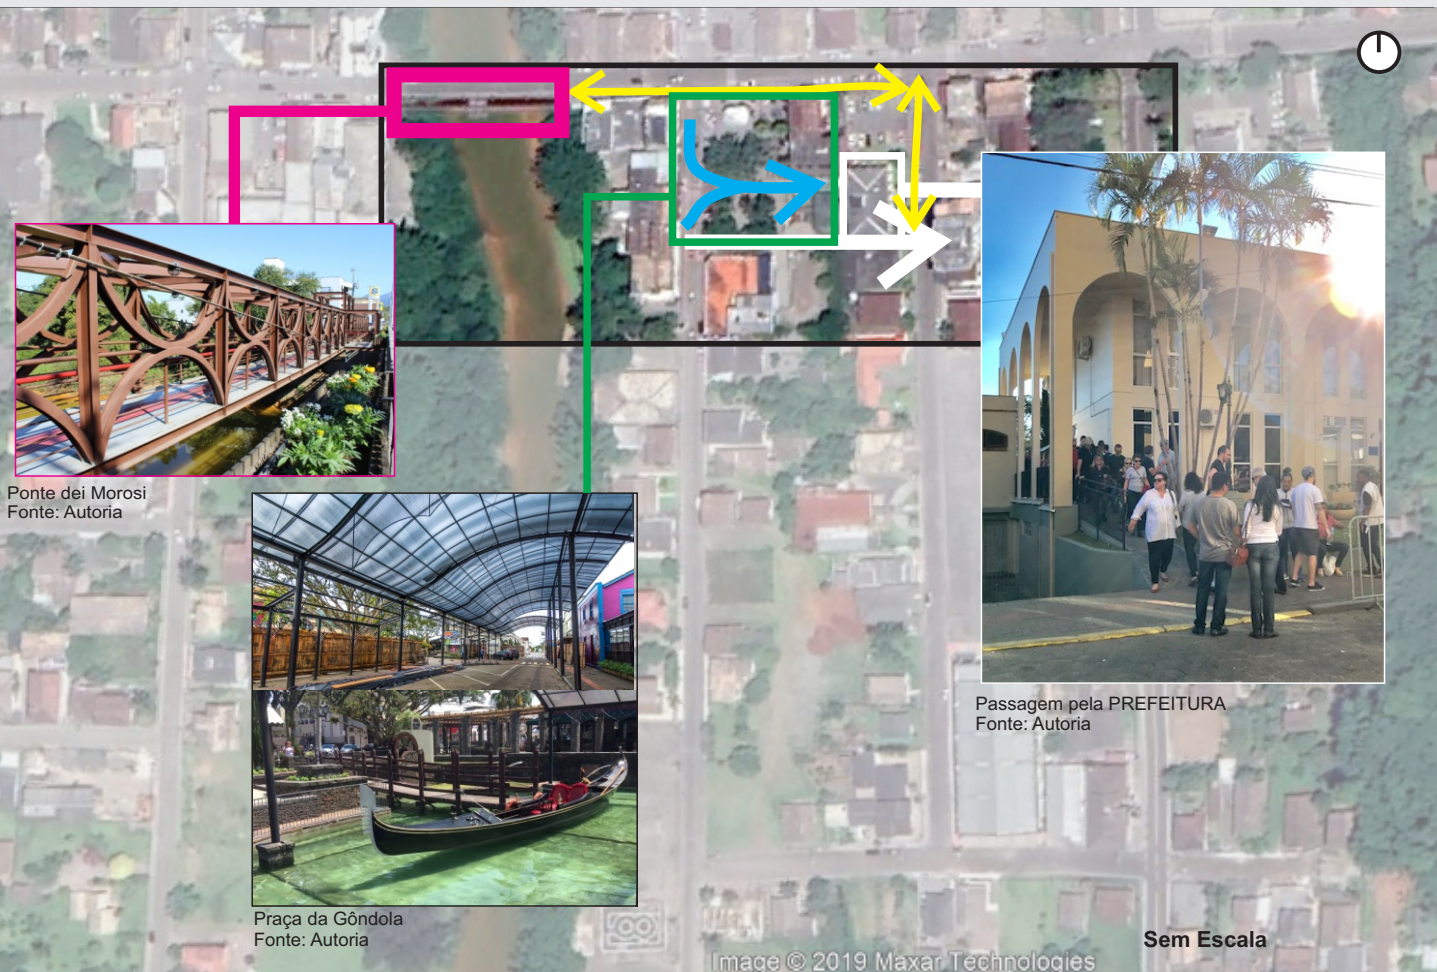 Ponte dei Morosi
Fonte: Autoria
Praça da Gôndola
Fonte: Autoria
Passagem pela PREFEITURA
Fonte: Autoria
Sem Escala
Image © 2019 Maxar Technologies